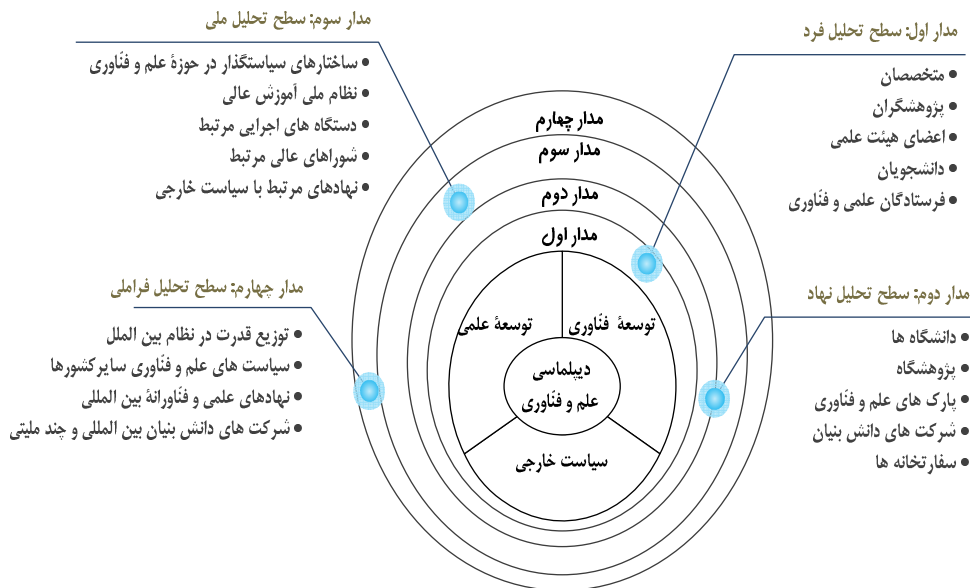 مدار اول: سطح تحلیل فرد
• متخصصان
• پژوهشگران
• اعضای هیئت علمی
• دانشجویان
• فرستادگان علمی و فنّاوری
مدار دوم: سطح تحلیل نهاد
• دانشگاه ها
• پژوهشگاه
• پارک های علم و فنّاوری
• شرکت های دانش بنیان
• سفارتخانه ها
مدار سوم: سطح تحلیل ملی
• ساختارهای سیاستگذار در حوزهٔ علم و فنّاوری
• نظام ملی آموزش عالی
• دستگاه های اجرایی مرتبط
• شوراهای عالی مرتبط
• نهادهای مرتبط با سیاست خارجی
مدار چهارم: سطح تحلیل فراملی
• توزیع قدرت در نظام بین الملل
• سیاست های علم و فنّاوری سایرکشورها
• نهادهای علمی و فنّاورانهٔ بین المللی
• شرکت های دانش بنیان بین المللی و چند ملیتی
مدار چهارم
مدار سوم
مدار دوم
مدار اول
توسعهٔ فنّاوری
توسعهٔ علمی
دیپلماسی
علم و فنّاوری
سیاست خارجی